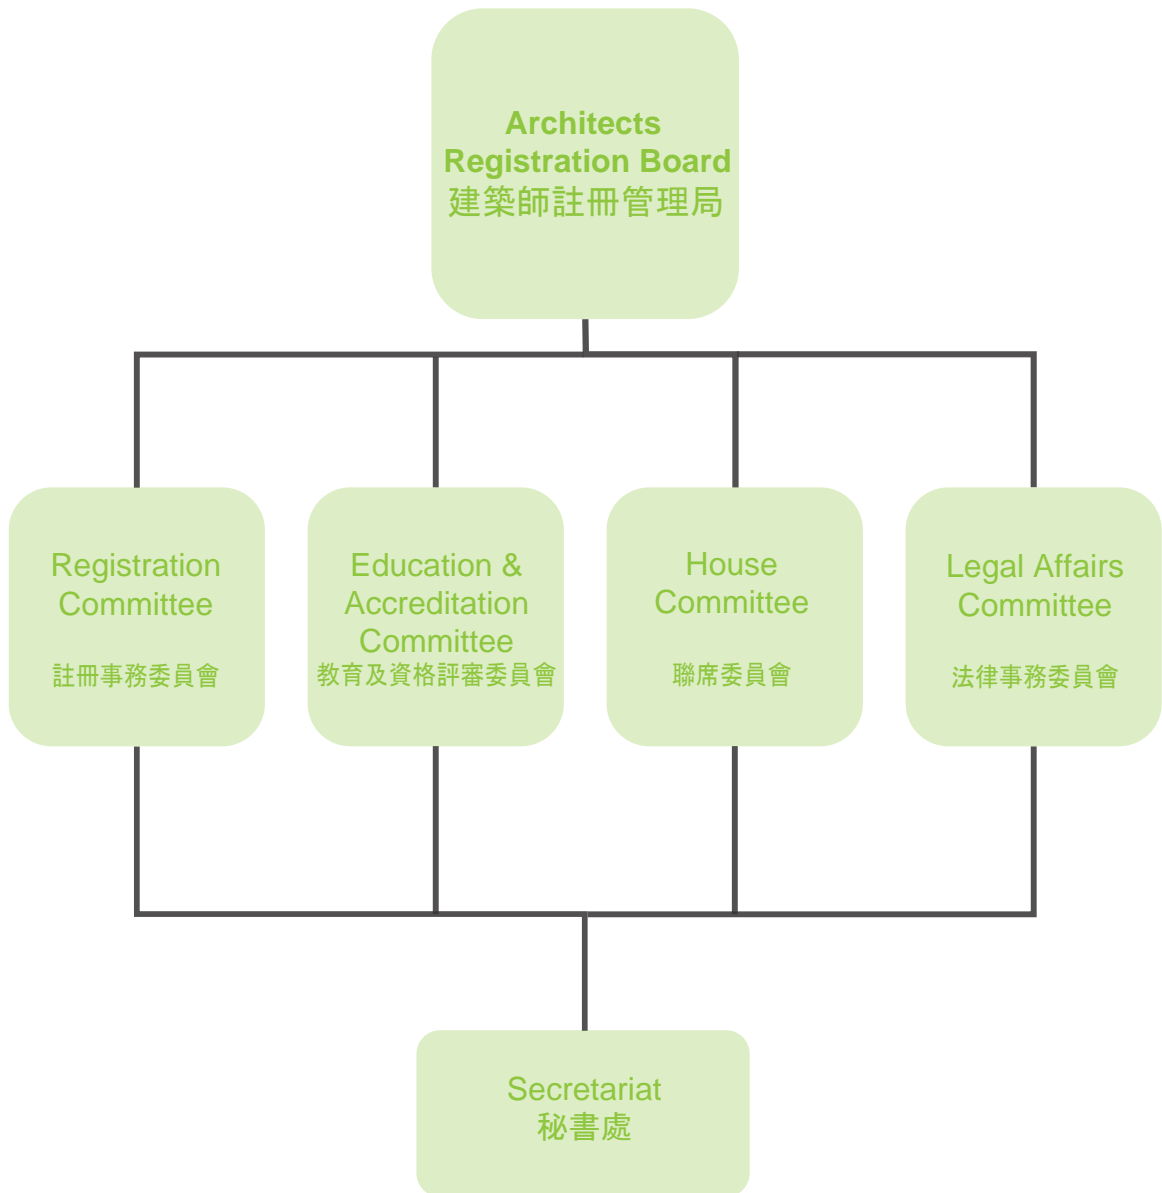 Architects
Registration Board
建築師註冊管理局
Registration
Committee
註冊事務委員會
Education &
Accreditation
Committee
教育及資格評審委員會
House
Committee
聯席委員會
Legal Affairs
Committee
法律事務委員會
Secretariat
秘書處